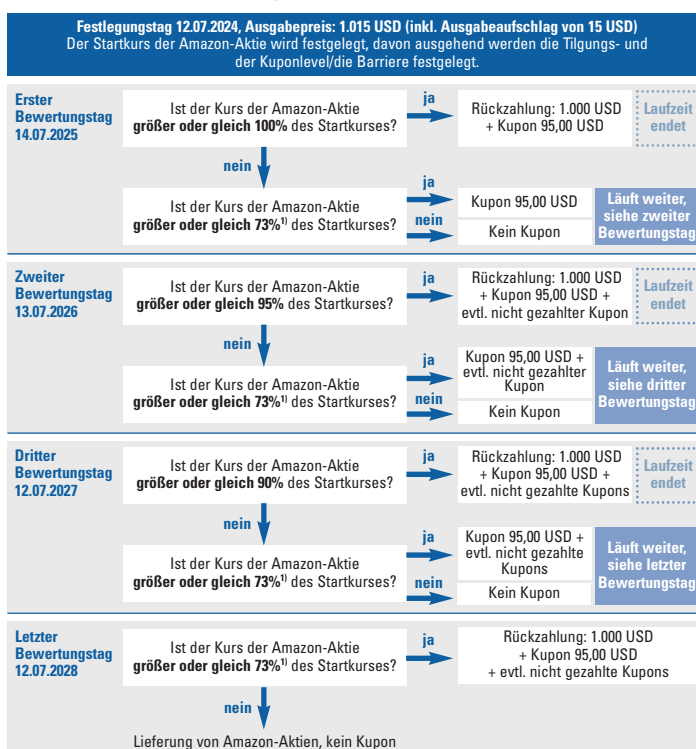 Festlegungstag 12.07.2024, Ausgabepreis: 1.015 USD (inkl. Ausgabeaufschlag von 15 USD)
Der Startkurs der Amazon-Aktie wird festgelegt, davon ausgehend werden die Tilgungs- und
der Kuponlevel/die Barriere festgelegt.
Erster
Bewertungstag
14.07.2025
Ist der Kurs der Amazon-Aktie
größer oder gleich 100% des Startkurses?
ja
Rückzahlung: 1.000 USD
+ Kupon 95,00 USD
Laufzeit
endet
nein
Ist der Kurs der Amazon-Aktie
größer oder gleich 73%¹⁾ des Startkurses?
ja
Kupon 95,00 USD
nein
Kein Kupon
Läuft weiter,
siehe zweiter
Bewertungstag
Zweiter
Bewertungstag
13.07.2026
Ist der Kurs der Amazon-Aktie
größer oder gleich 95% des Startkurses?
ja
Rückzahlung: 1.000 USD
+ Kupon 95,00 USD +
evtl. nicht gezahlter Kupon
Laufzeit
endet
nein
Ist der Kurs der Amazon-Aktie
größer oder gleich 73%¹⁾ des Startkurses?
ja
Kupon 95,00 USD +
evtl. nicht gezahlter
Kupon
nein
Kein Kupon
Läuft weiter,
siehe dritter
Bewertungstag
Dritter
Bewertungstag
12.07.2027
Ist der Kurs der Amazon-Aktie
größer oder gleich 90% des Startkurses?
ja
Rückzahlung: 1.000 USD
+ Kupon 95,00 USD +
evtl. nicht gezahlte Kupons
Laufzeit
endet
nein
Ist der Kurs der Amazon-Aktie
größer oder gleich 73%¹⁾ des Startkurses?
ja
Kupon 95,00 USD +
evtl. nicht gezahlte
Kupons
nein
Kein Kupon
Läuft weiter,
siehe letzter
Bewertungstag
Letzter
Bewertungstag
12.07.2028
Ist der Kurs der Amazon-Aktie
größer oder gleich 73%¹⁾ des Startkurses?
ja
Rückzahlung: 1.000 USD
+ Kupon 95,00 USD
+ evtl. nicht gezahlte Kupons
nein
Lieferung von Amazon-Aktien, kein Kupon